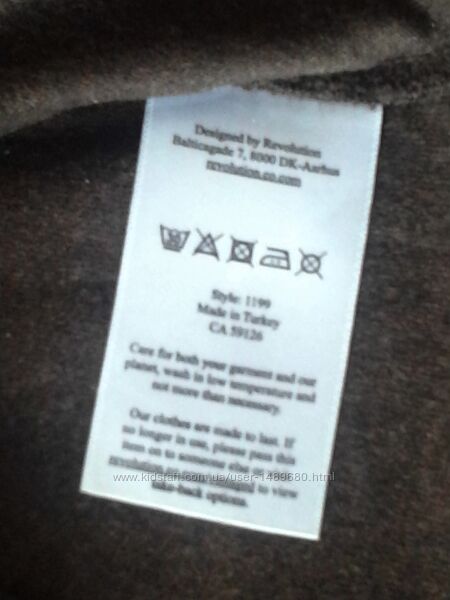 Designed by Revolution
Balticagade 7, 8000 DK-Aarhus
revolution.co.com
Style: 1199
Made in Turkey
CA 59126
Care for both your garment and our
planet, wash in low temperature and
not more than necessary.
Our clothes are made to last. If
no longer in use, please pass this
item on to someone else or visit
to view
take-back options.
www.kidstaff.com.ua/user-1489680.html